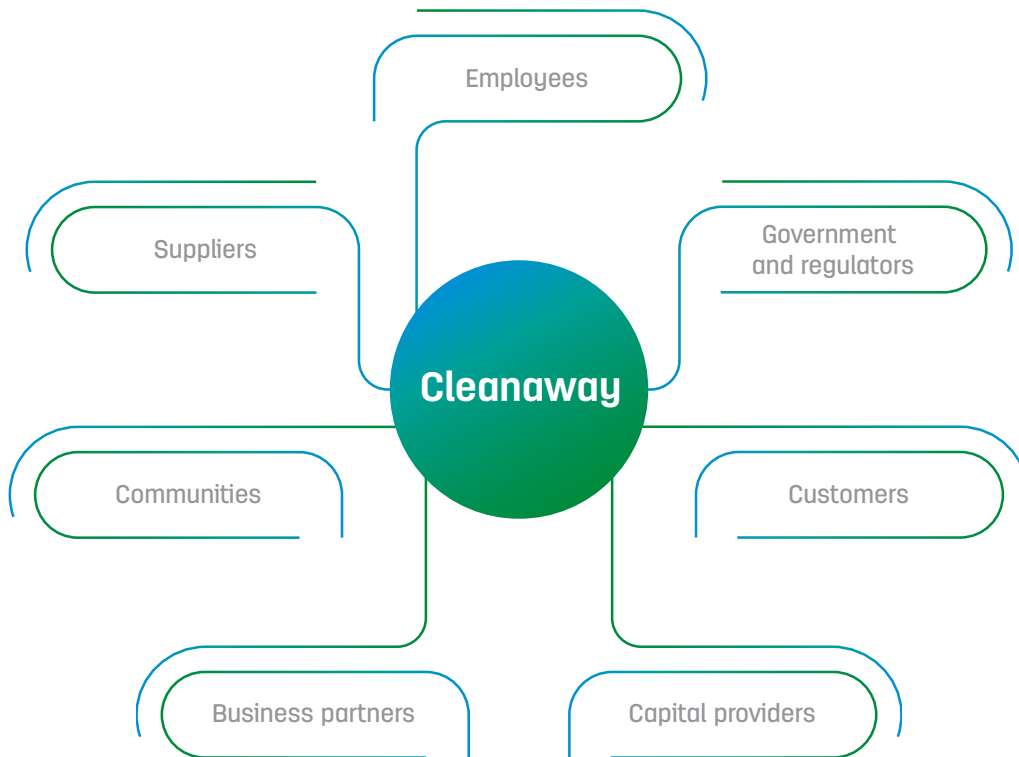 Employees
Suppliers
Government
and regulators
Cleanaway
Communities
Customers
Business partners
Capital providers